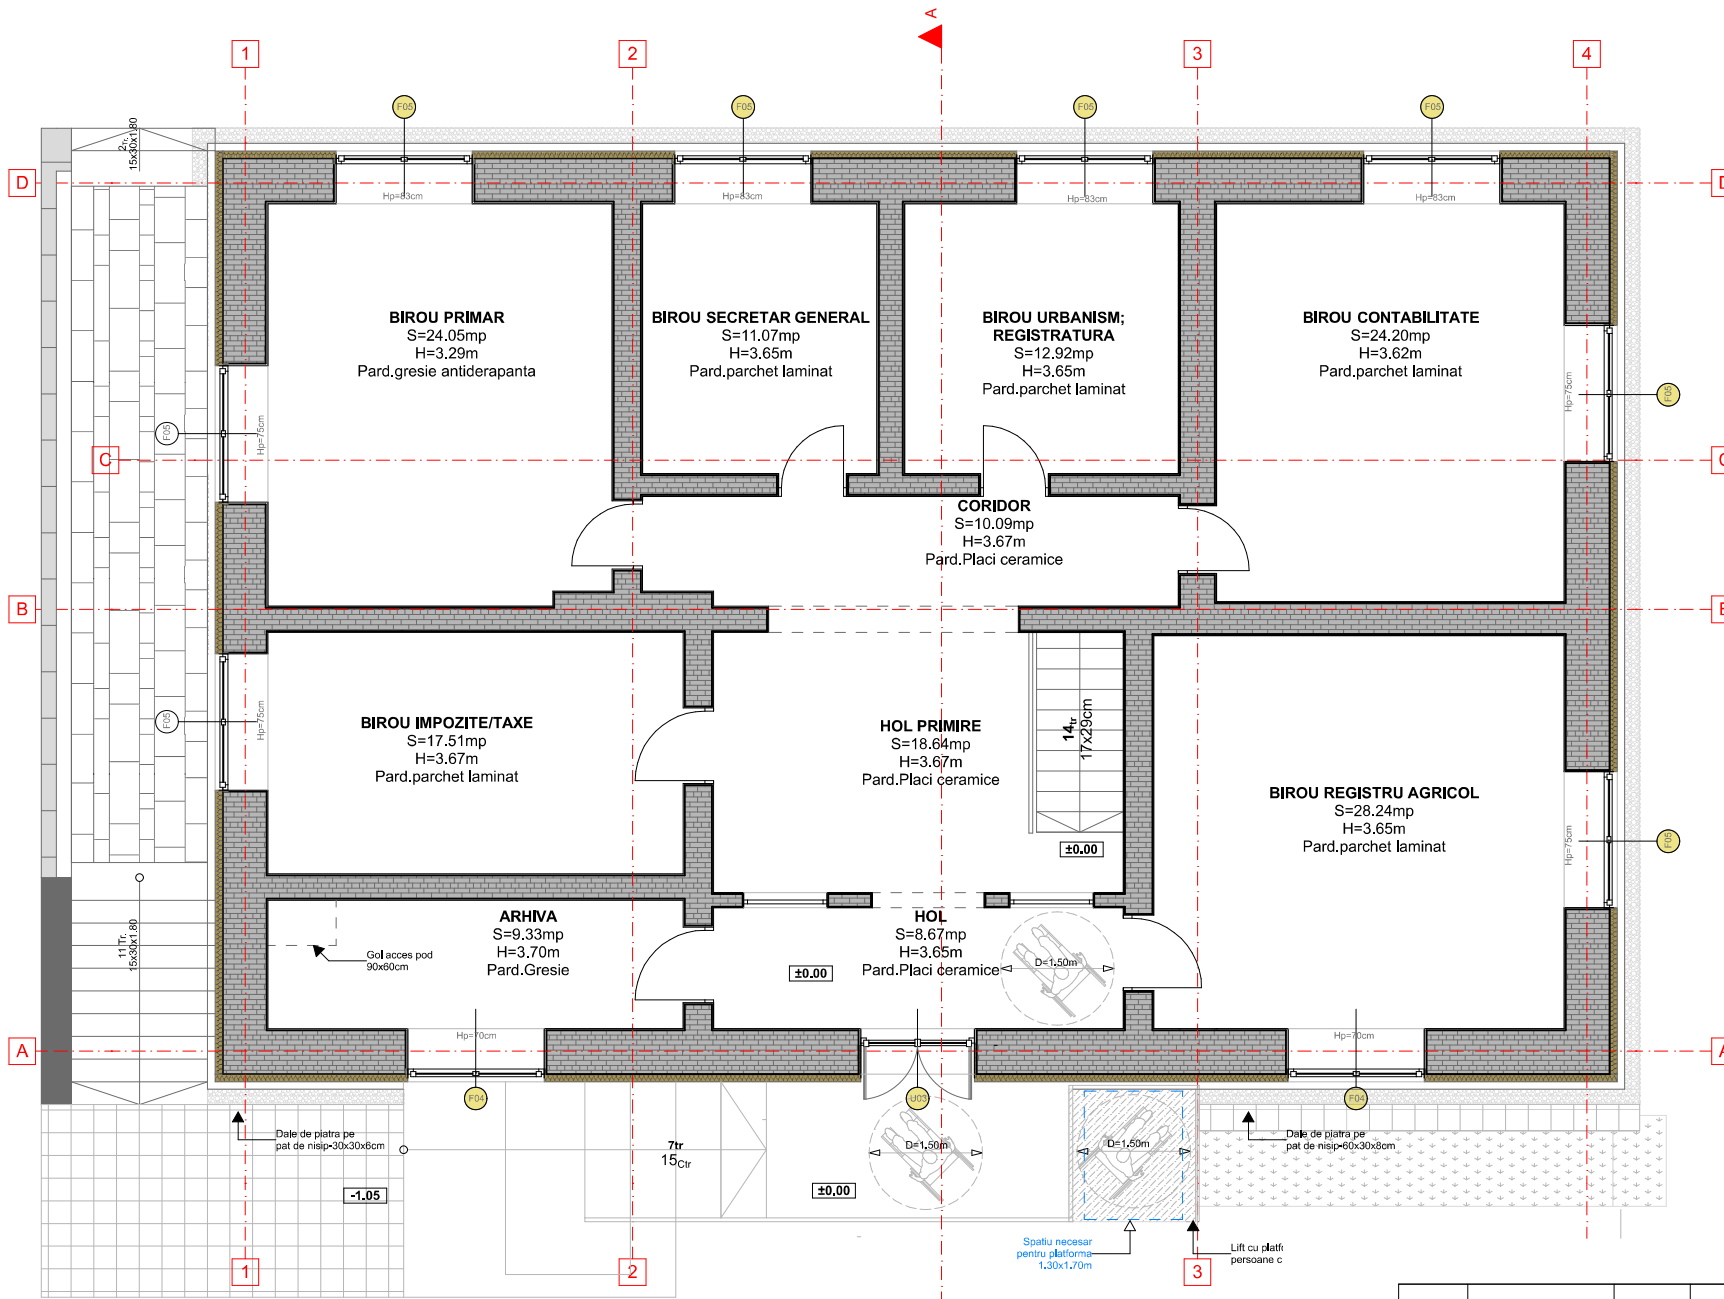 A
1
2
3
4
F05
F05
F05
F05
2Tr.
15x30x1.80
D
D
Hp=83cm
Hp=83cm
Hp=83cm
Hp=83cm
BIROU PRIMAR
S=24.05mp
H=3.29m
Pard.gresie antiderapanta
BIROU SECRETAR GENERAL
S=11.07mp
H=3.65m
Pard.parchet laminat
BIROU URBANISM;
REGISTRATURA
S=12.92mp
H=3.65m
Pard.parchet laminat
BIROU CONTABILITATE
S=24.20mp
H=3.62m
Pard.parchet laminat
F05
Hp=75cm
Hp=75cm
F05
C
C
CORIDOR
S=10.09mp
H=3.67m
Pard.Placi ceramice
B
B
F05
Hp=75cm
BIROU IMPOZITE/TAXE
S=17.51mp
H=3.67m
Pard.parchet laminat
HOL PRIMIRE
S=18.64mp
H=3.67m
Pard.Placi ceramice
14tr
17x29cm
±0.00
BIROU REGISTRU AGRICOL
S=28.24mp
H=3.65m
Pard.parchet laminat
Hp=75cm
F05
11Tr.
15x30x1.80
ARHIVA
S=9.33mp
H=3.70m
Pard.Gresie
Gol acces pod
90x60cm
HOL
S=8.67mp
H=3.65m
Pard.Placi ceramice
±0.00
D=1.50m
A
A
Hp=70cm
Hp=70cm
F04
U03
F04
Dale de piatra pe
pat de nisip-30x30x6cm
7tr
15Ctr
D=1.50m
D=1.50m
Dale de piatra pe
pat de nisip-60x30x8cm
-1.05
±0.00
Spatiu necesar
pentru platforma
1.30x1.70m
Lift cu platf
persoane c
1
2
3